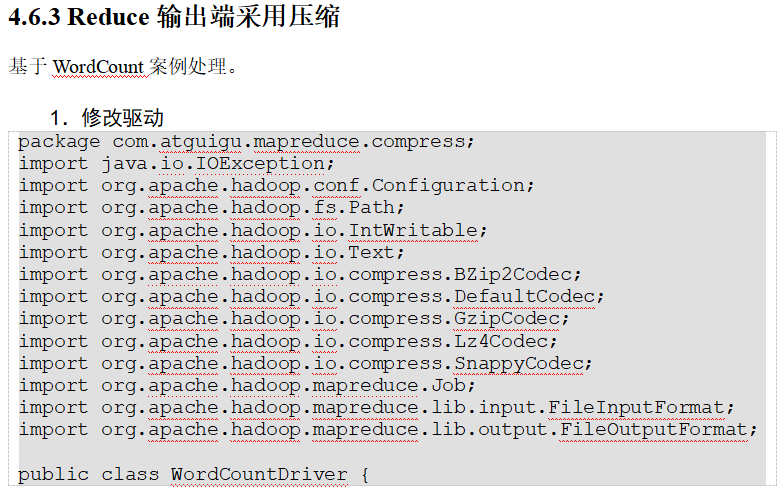 4.6.3 Reduce 输出端采用压缩
基于 WordCount 案例处理。
1．修改驱动
package com.atguigu.mapreduce.compress;
import java.io.IOException;
import org.apache.hadoop.conf.Configuration;
import org.apache.hadoop.fs.Path;
import org.apache.hadoop.io.IntWritable;
import org.apache.hadoop.io.Text;
import org.apache.hadoop.io.compress.BZip2Codec;
import org.apache.hadoop.io.compress.DefaultCodec;
import org.apache.hadoop.io.compress.GzipCodec;
import org.apache.hadoop.io.compress.Lz4Codec;
import org.apache.hadoop.io.compress.SnappyCodec;
import org.apache.hadoop.mapreduce.Job;
import org.apache.hadoop.mapreduce.lib.input.FileInputFormat;
import org.apache.hadoop.mapreduce.lib.output.FileOutputFormat;
public class WordCountDriver {